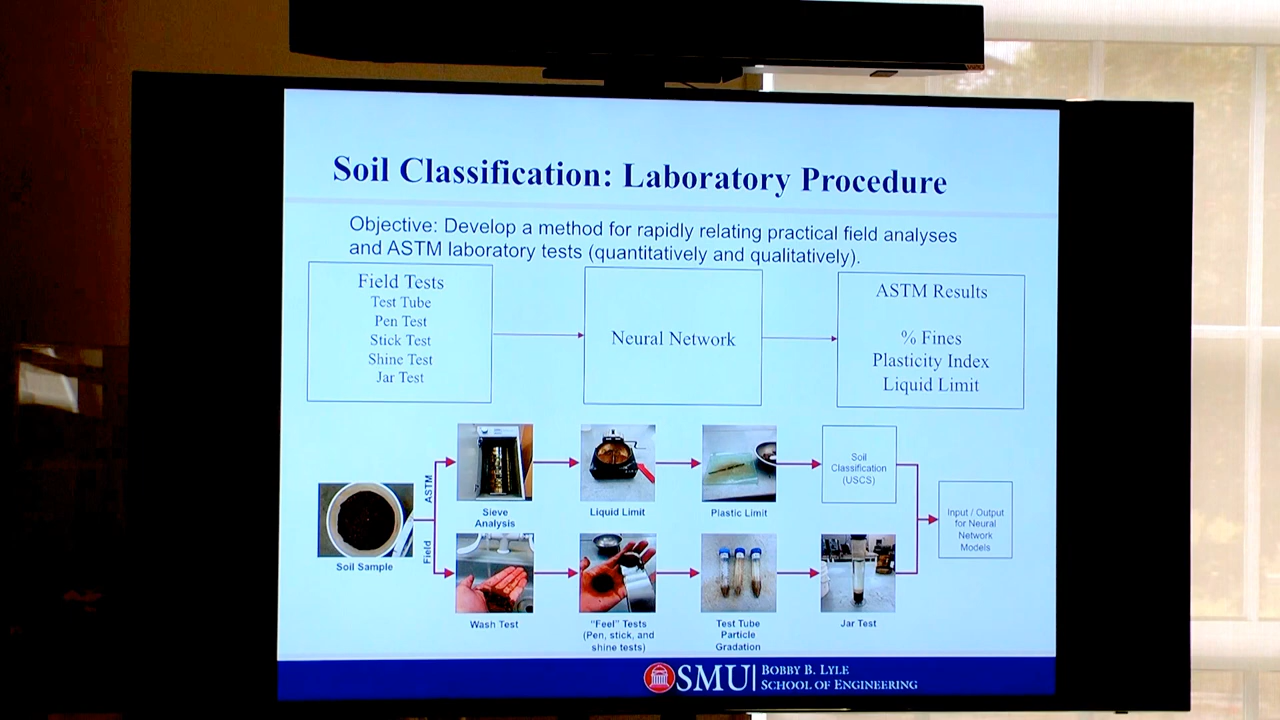 Soil Classification: Laboratory Procedure
Objective: Develop a method for rapidly relating practical field analyses
and ASTM laboratory tests (quantitatively and qualitatively).
Field Tests
Test Tube
Pen Test
Stick Test
Shine Test
Jar Test
Neural Network
ASTM Results
% Fines
Plasticity Index
Liquid Limit
Soil Sample
ASTM
Field
Sieve
Analysis
Liquid Limit
Plastic Limit
Soil
Classification
(USCS)
Input / Output
for Neural
Network
Models
Wash Test
"Feel" Tests
(Pen, stick, and
shine tests)
Test Tube
Particle
Gradation
Jar Test
SMU
BOBBY B. LYLE
SCHOOL OF ENGINEERING